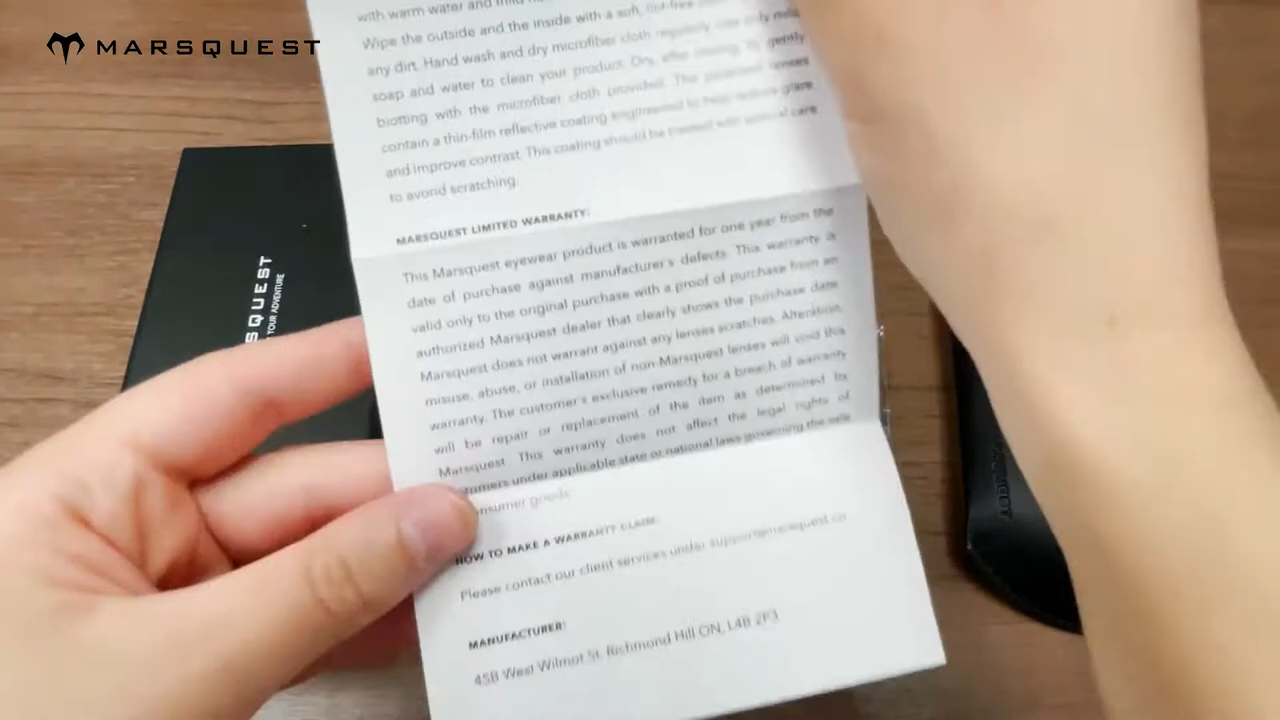 MARSQUEST
with warm water and mild
Wipe the outside and the inside with a soft, lint-free
any dirt. Hand wash and dry microfiber cloth regularly use only mild
soap and water to clean your product. Dry, after rinsing, by gently
blotting with the microfiber cloth provided. The polarized lenses
contain a thin-film reflective coating engineered to help reduce glare
and improve contrast. This coating should be treated with special care
to avorid scratching.
MARSQUEST LIMITED WARRANTY:
This Marsquest eyewear product is warranted for one year from the
date of purchase against manufacturer's defects. This warranty is
valid only to the original purchase with a proof of purchase from an
authorized Marsquest dealer that clearly shows the purchase date.
Marsquest does not warrant against any lenses scratches. Alteration,
misuse, abuse, or installation of non-Marsquest lenses will void this
warranty. The customer's exclusive remedy for a breach of warranty
will be repair or replacement of the item as determined by
Marsquest. This warranty does not affect the legal rights of
customers under applicable state or national laws governing the sale
consumer goods.
HOW TO MAKE A WARRANTY CLAIM:
Please contact our client services under support@marsquest.ca
MANUFACTURER:
45B West Wilmot St. Richmond Hill ON, L4B 2P3
SQUEST
YOUR ADVENTURE